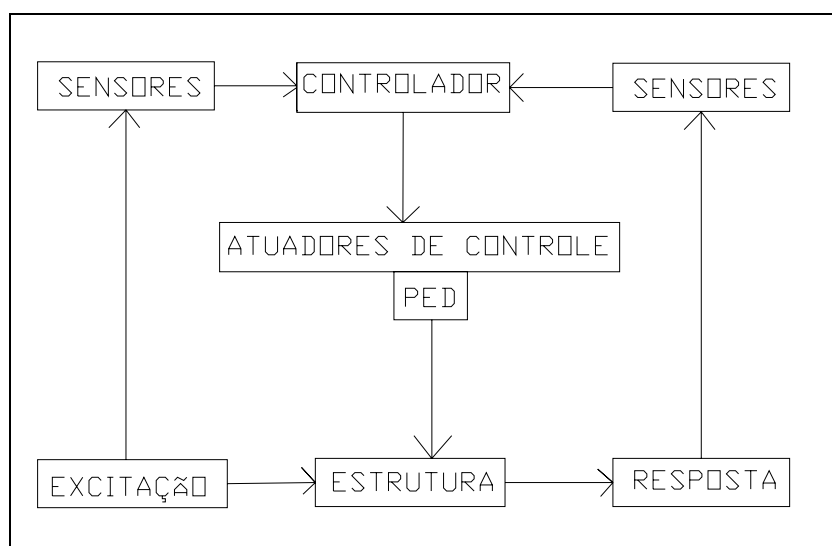 SENSORES
CONTROLADOR
SENSORES
ATUADORES DE CONTROLE
PED
EXCITAÇÃO
ESTRUTURA
RESPOSTA